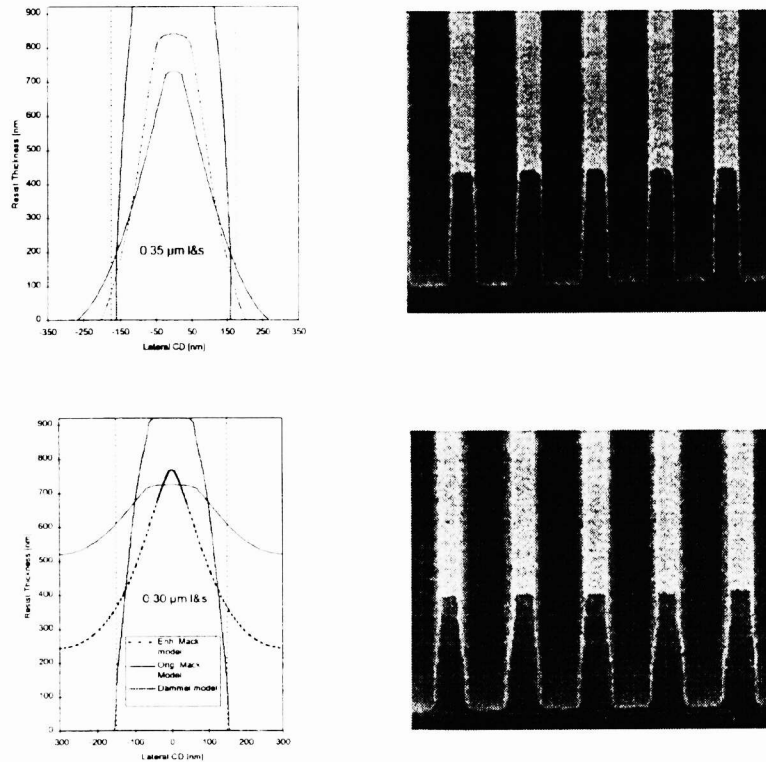 900
800
700
600
500
400
300
200
100
0
Resist Thickness [nm]
0.35 µm l&s
350 -250 -150 -50 50 150 250 350
Lateral CD [nm]
900
800
700
600
500
400
300
200
100
0
Resist Thickness [nm
0.30 µm l&s
Enh. Mack
model
Orig. Mack
Model
Dammel model
300 200 100 0 100 200 300
Lateral CD [nm]